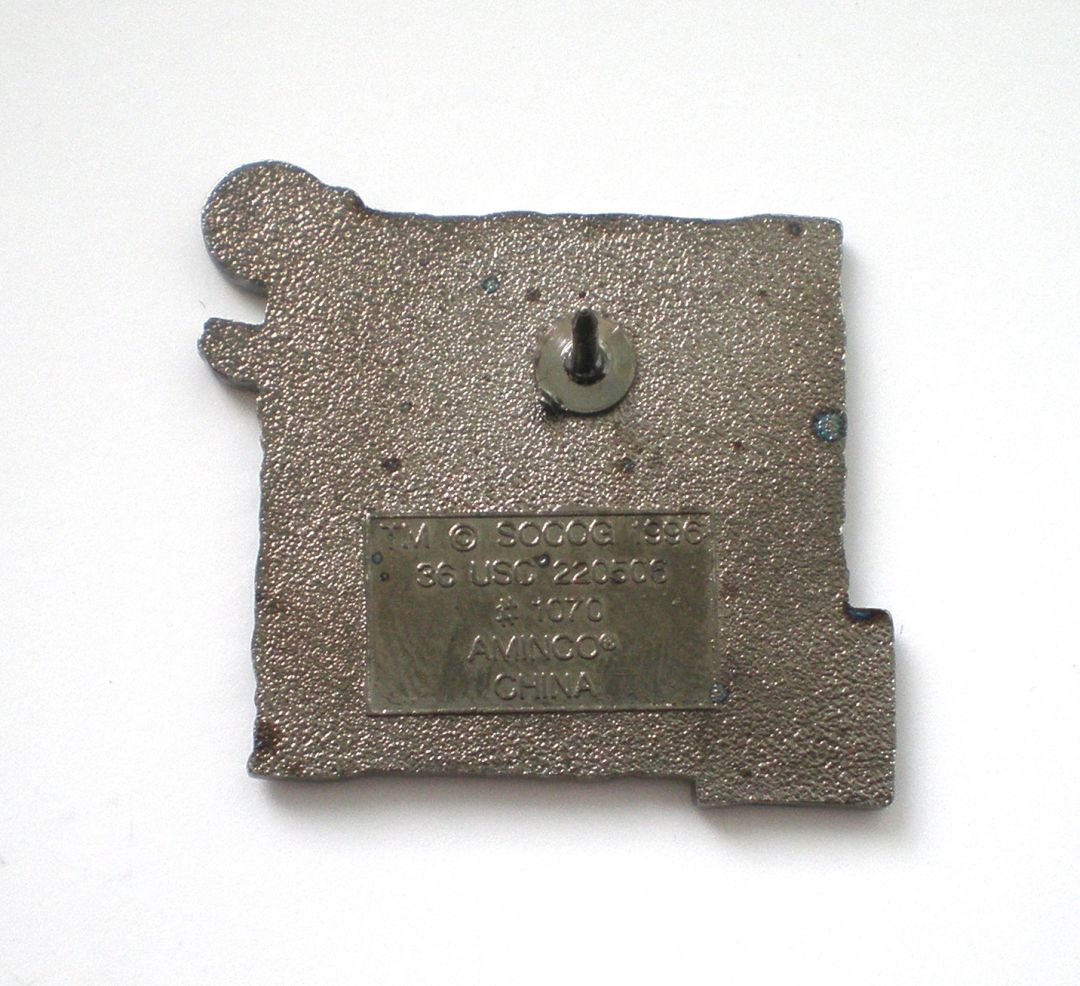 TM © SOCOG 1996
36 USC 220506
# 1070
AMINCO®
CHINA